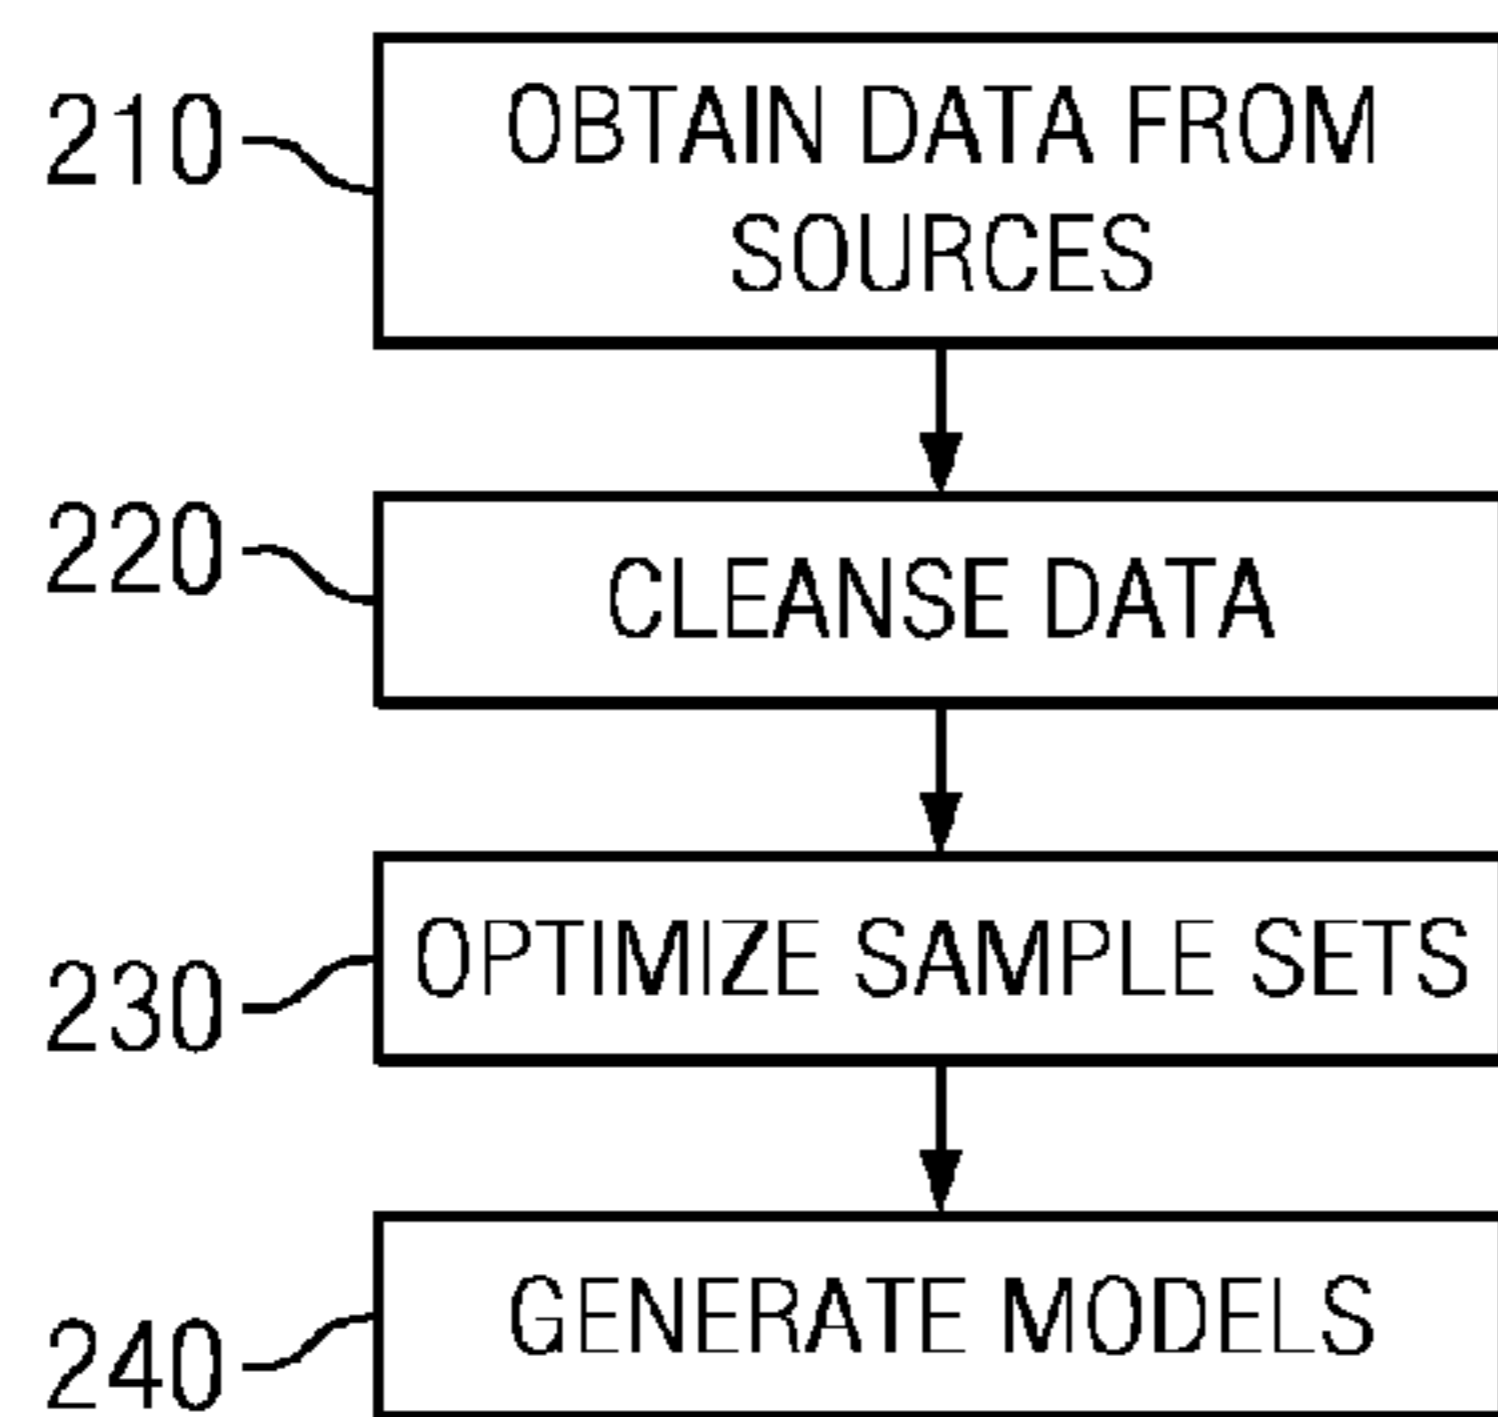 210
OBTAIN DATA FROM
SOURCES
220
CLEANSE DATA
230
OPTIMIZE SAMPLE SETS
240
GENERATE MODELS